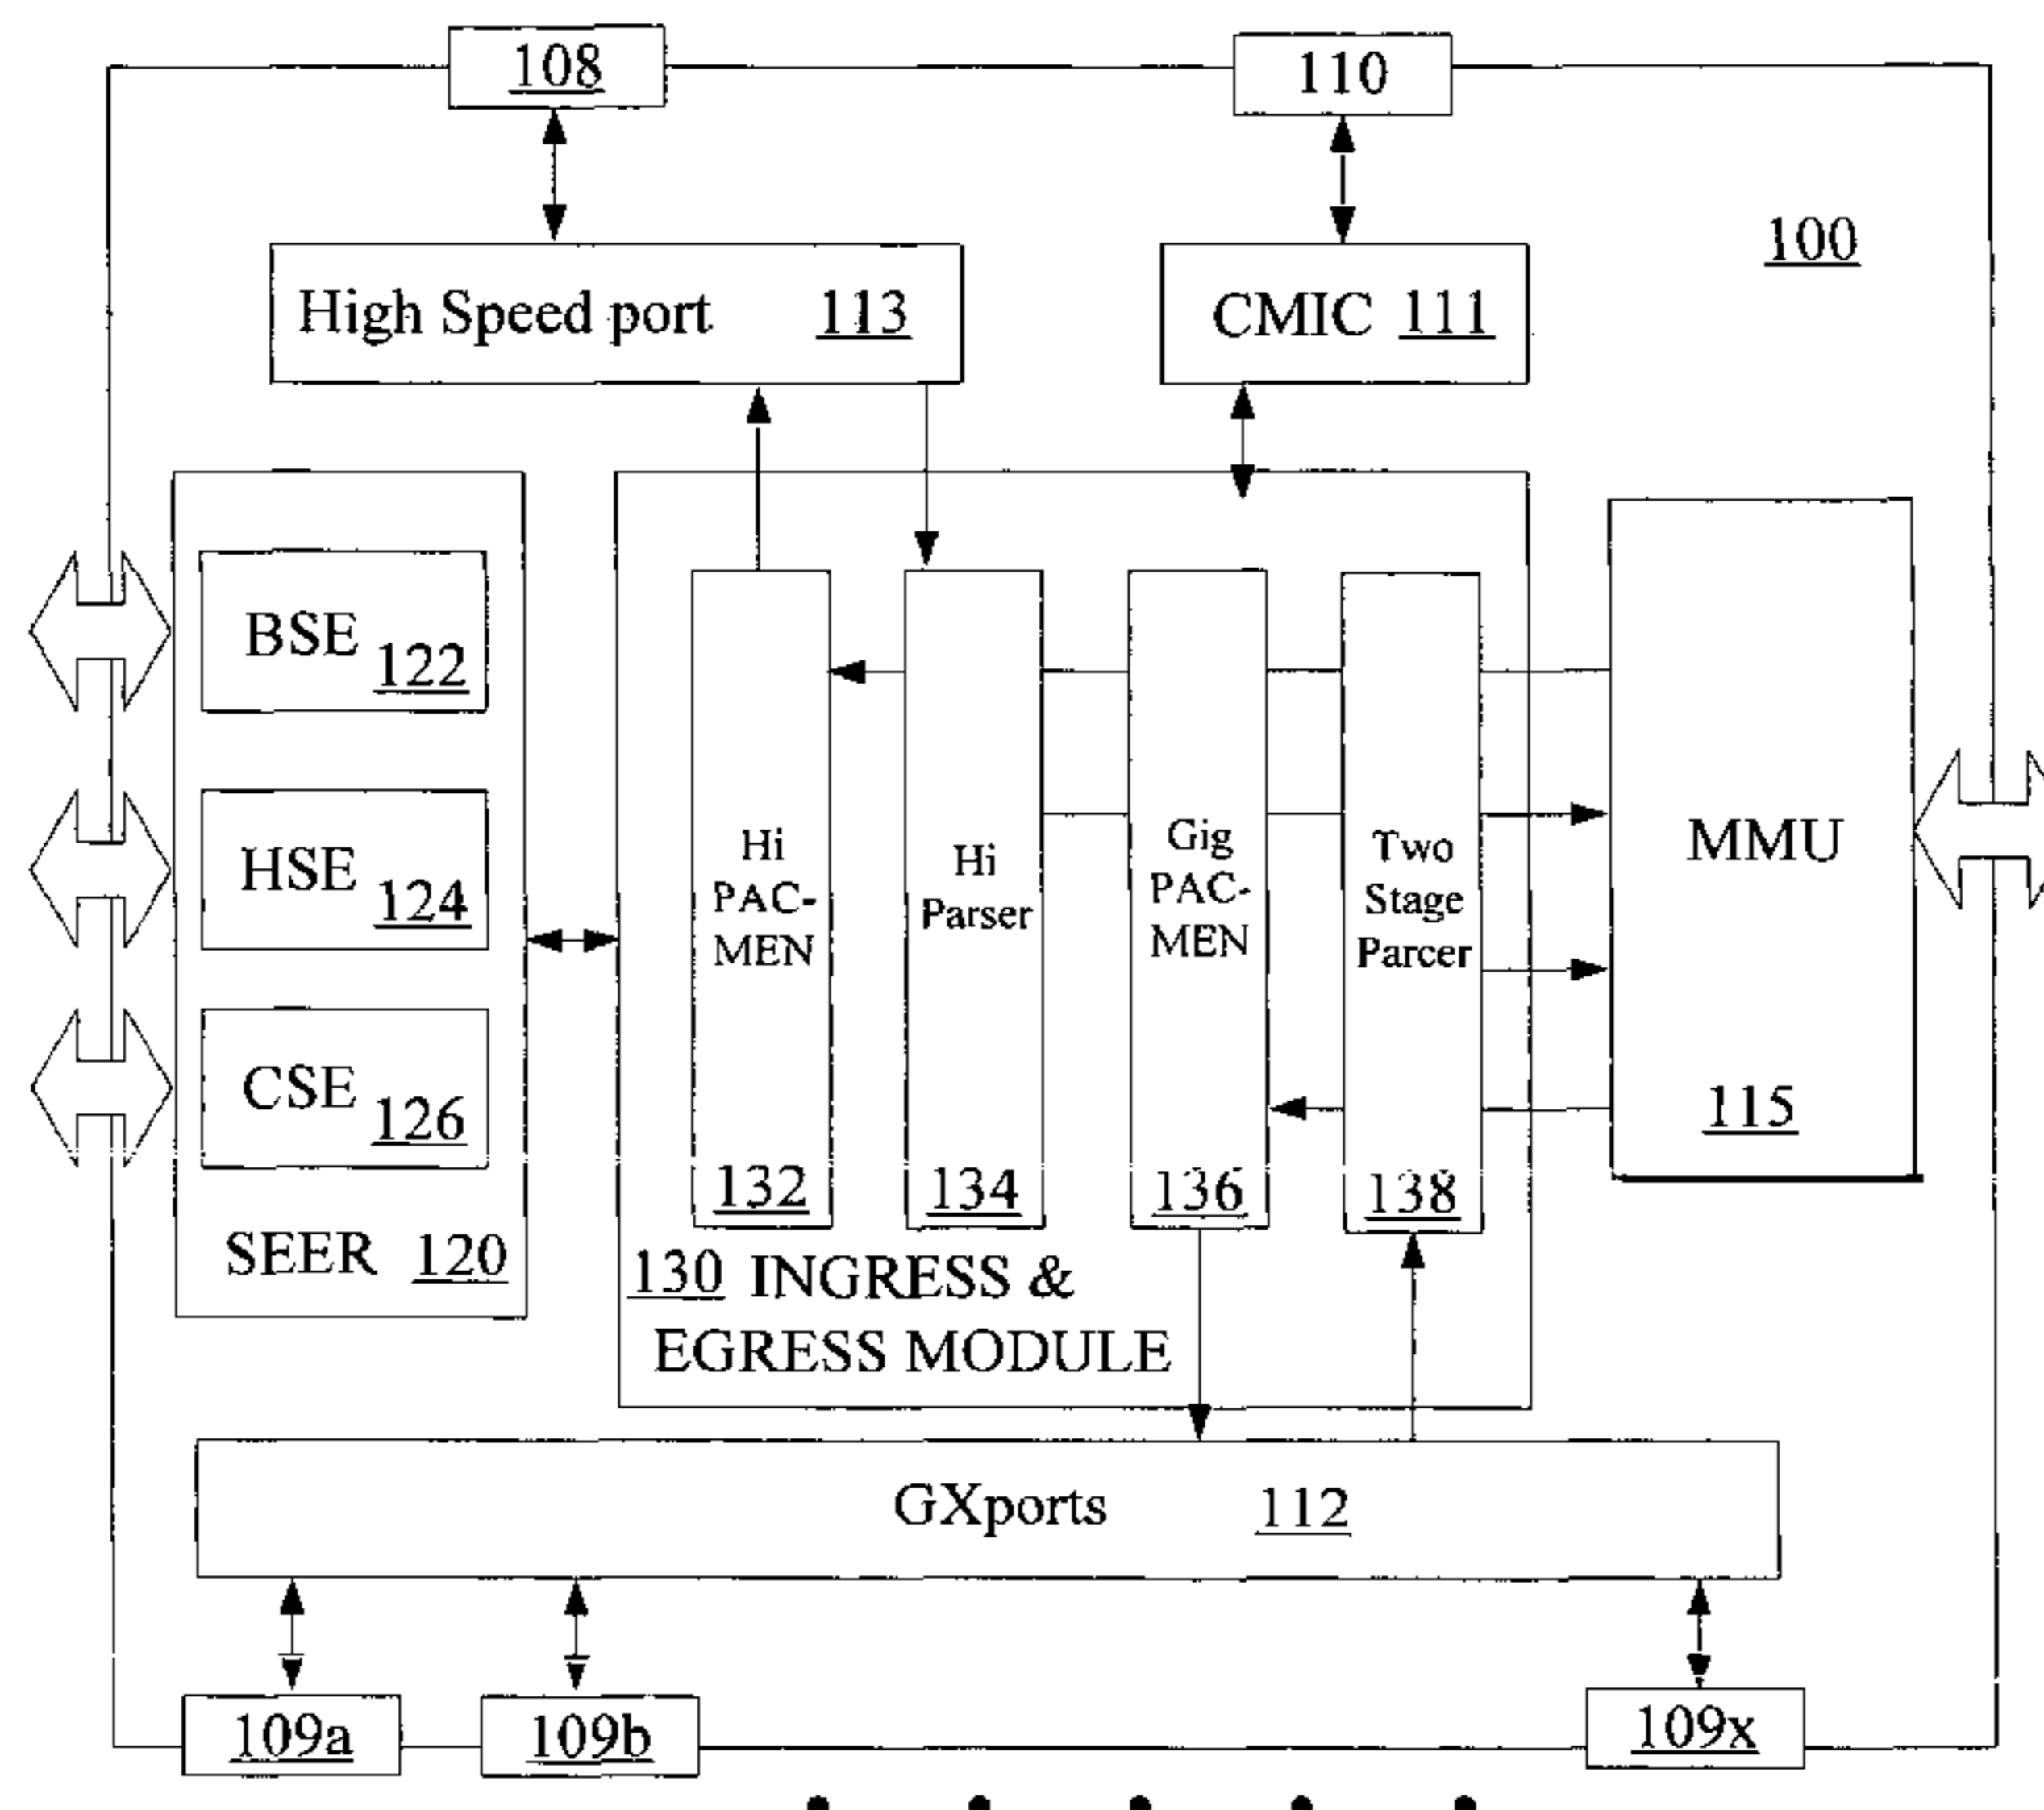 108
110
100
High Speed port 113
CMIC 111
BSE 122
HSE 124
CSE 126
SEER 120
Hi
PAC-
MEN
132
Hi
Parser
134
Gig
PAC-
MEN
136
Two
Stage
Parcer
138
MMU
115
130 INGRESS &
EGRESS MODULE
GXports 112
109a
109b
109x